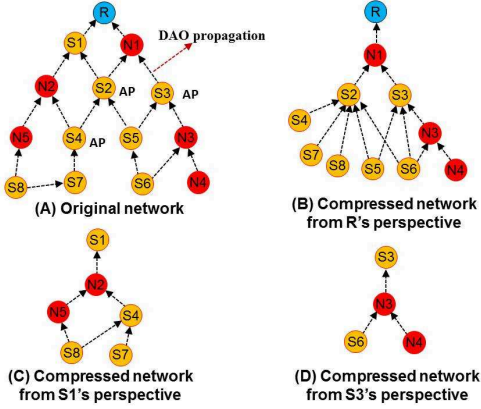 R
S1
N1
DAO propagation
N2
S2
AP
S3
AP
N5
S4
AP
S5
N3
S8
S7
S6
N4
(A) Original network
R
N1
S2
S3
S4
S7
S8
S5
S6
N3
N4
(B) Compressed network
from R's perspective
S1
N2
N5
S4
S8
S7
(C) Compressed network
from S1's perspective
S3
N3
S6
N4
(D) Compressed network
from S3's perspective